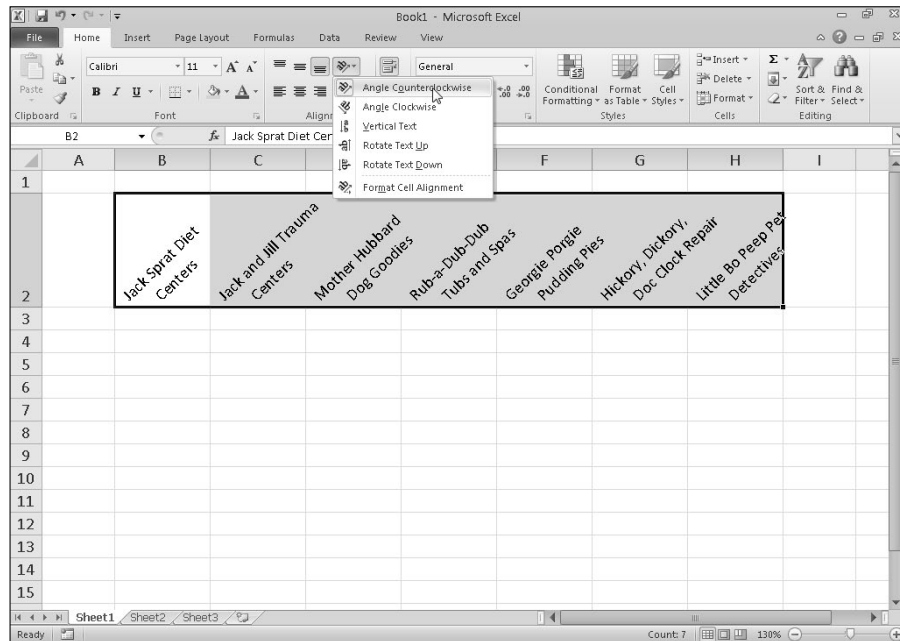 Book1 - Microsoft Excel
File Home Insert Page Layout Formulas Data Review View
Calibri 11 A A General Insert Σ
Delete
Paste B I U A .0 .00 .00 .0 Conditional Format Cell Format Sort & Find &
Formatting as Table Styles Filter Select
Clipboard Font Styles Cells Editing
Angle Counterclockwise
Angle Clockwise
Vertical Text
Rotate Text Up
Rotate Text Down
Format Cell Alignment
B2 fx Jack Sprat Diet Cen
A B C F G H I
1
2
Jack Sprat Diet
Centers
Jack and Jill Trauma
Centers
Mother Hubbard
Dog Goodies
Rub-a-Dub-Dub
Tubs and Spas
Georgie Porgie
Pudding Pies
Hickory, Dickory,
Doc Clock Repair
Little Bo Peep Pet
Detectives
3
4
5
6
7
8
9
10
11
12
13
14
15
Sheet1 Sheet2 Sheet3
Ready Count: 7 130%